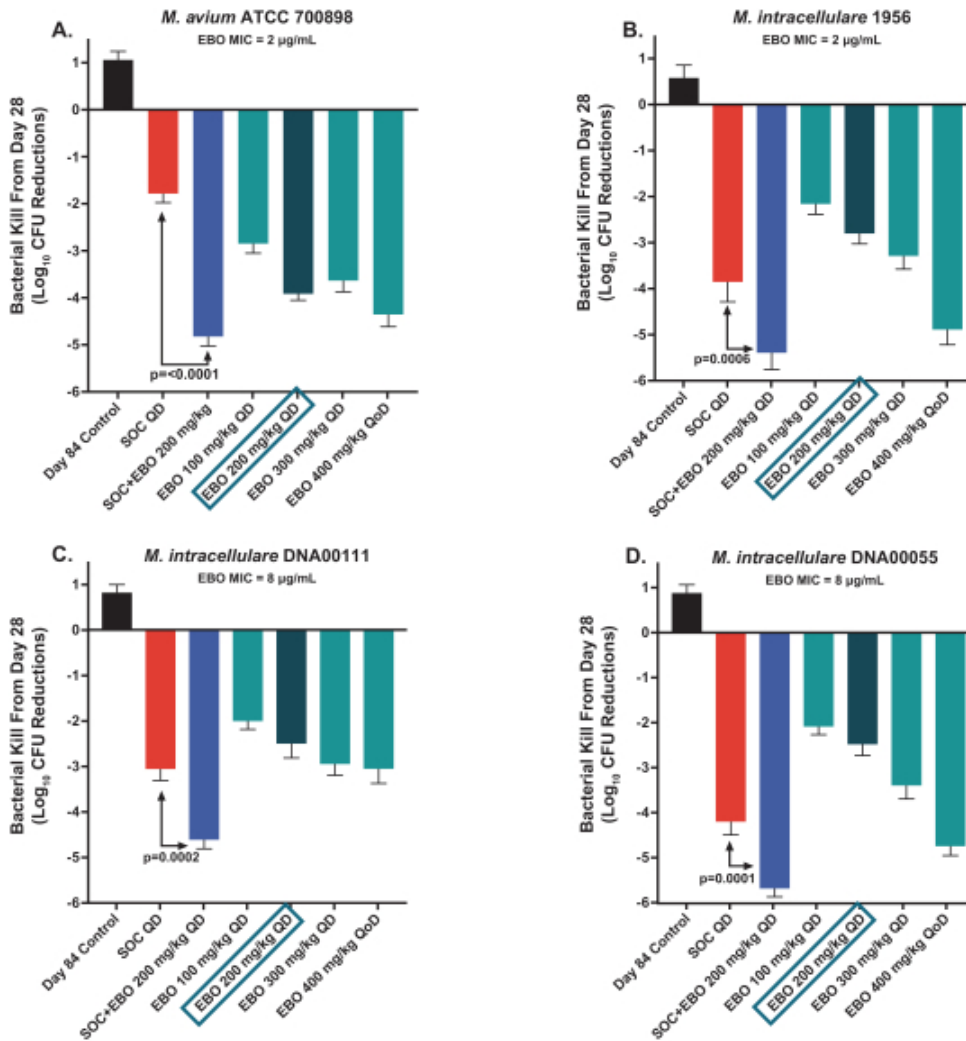 A.
M. avium ATCC 700898
EBO MIC = 2 µg/mL
Bacterial Kill From Day 28
(Log10 CFU Reductions)
1
0
-1
-2
-3
-4
-5
-6
p=<0.0001
Day 84 Control
SOC QD
SOC+EBO 200 mg/kg
EBO 100 mg/kg QD
EBO 200 mg/kg QD
EBO 300 mg/kg QD
EBO 400 mg/kg QoD
B.
M. intracellulare 1956
EBO MIC = 2 µg/mL
Bacterial Kill From Day 28
(Log10 CFU Reductions)
1
0
-1
-2
-3
-4
-5
-6
p=0.0006
Day 84 Control
SOC QD
SOC+EBO 200 mg/kg QD
EBO 100 mg/kg QD
EBO 200 mg/kg QD
EBO 300 mg/kg QD
EBO 400 mg/kg QoD
C.
M. intracellulare DNA00111
EBO MIC = 8 µg/mL
Bacterial Kill From Day 28
(Log10 CFU Reductions)
1
0
-1
-2
-3
-4
-5
-6
p=0.0002
Day 84 Control
SOC QD
SOC+EBO 200 mg/kg QD
EBO 100 mg/kg QD
EBO 200 mg/kg QD
EBO 300 mg/kg QD
EBO 400 mg/kg QoD
D.
M. intracellulare DNA00055
EBO MIC = 8 µg/mL
Bacterial Kill From Day 28
(Log10 CFU Reductions)
1
0
-1
-2
-3
-4
-5
-6
p=0.0001
Day 84 Control
SOC QD
SOC+EBO 200 mg/kg QD
EBO 100 mg/kg QD
EBO 200 mg/kg QD
EBO 300 mg/kg QD
EBO 400 mg/kg QoD